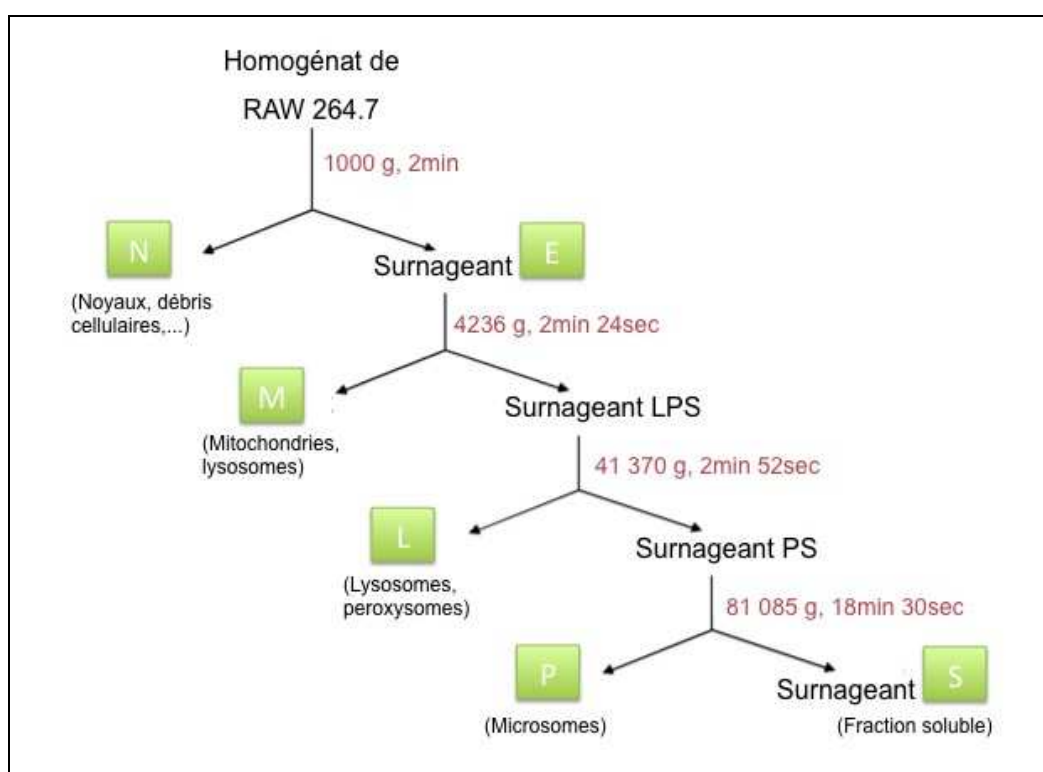 Homogénat de
RAW 264.7
1000 g, 2min
N
Surnageant E
(Noyaux, débris
cellulaires,...)
4236 g, 2min 24sec
M
Surnageant LPS
(Mitochondries,
lysosomes)
41 370 g, 2min 52sec
L
Surnageant PS
(Lysosomes,
peroxysomes)
81 085 g, 18min 30sec
P
Surnageant S
(Microsomes)
(Fraction soluble)